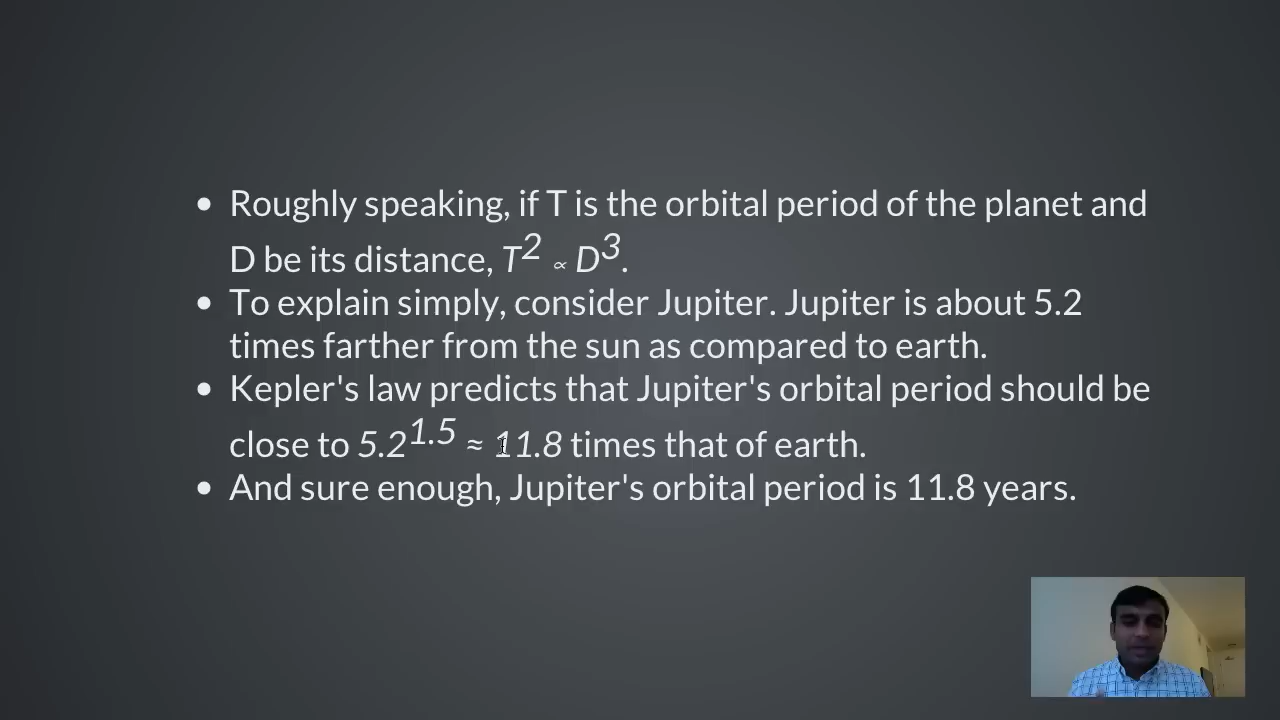 • Roughly speaking, if T is the orbital period of the planet and
D be its distance, T² ∝ D³.
• To explain simply, consider Jupiter. Jupiter is about 5.2
times farther from the sun as compared to earth.
• Kepler's law predicts that Jupiter's orbital period should be
close to 5.2^1.5 ≈ 11.8 times that of earth.
• And sure enough, Jupiter's orbital period is 11.8 years.